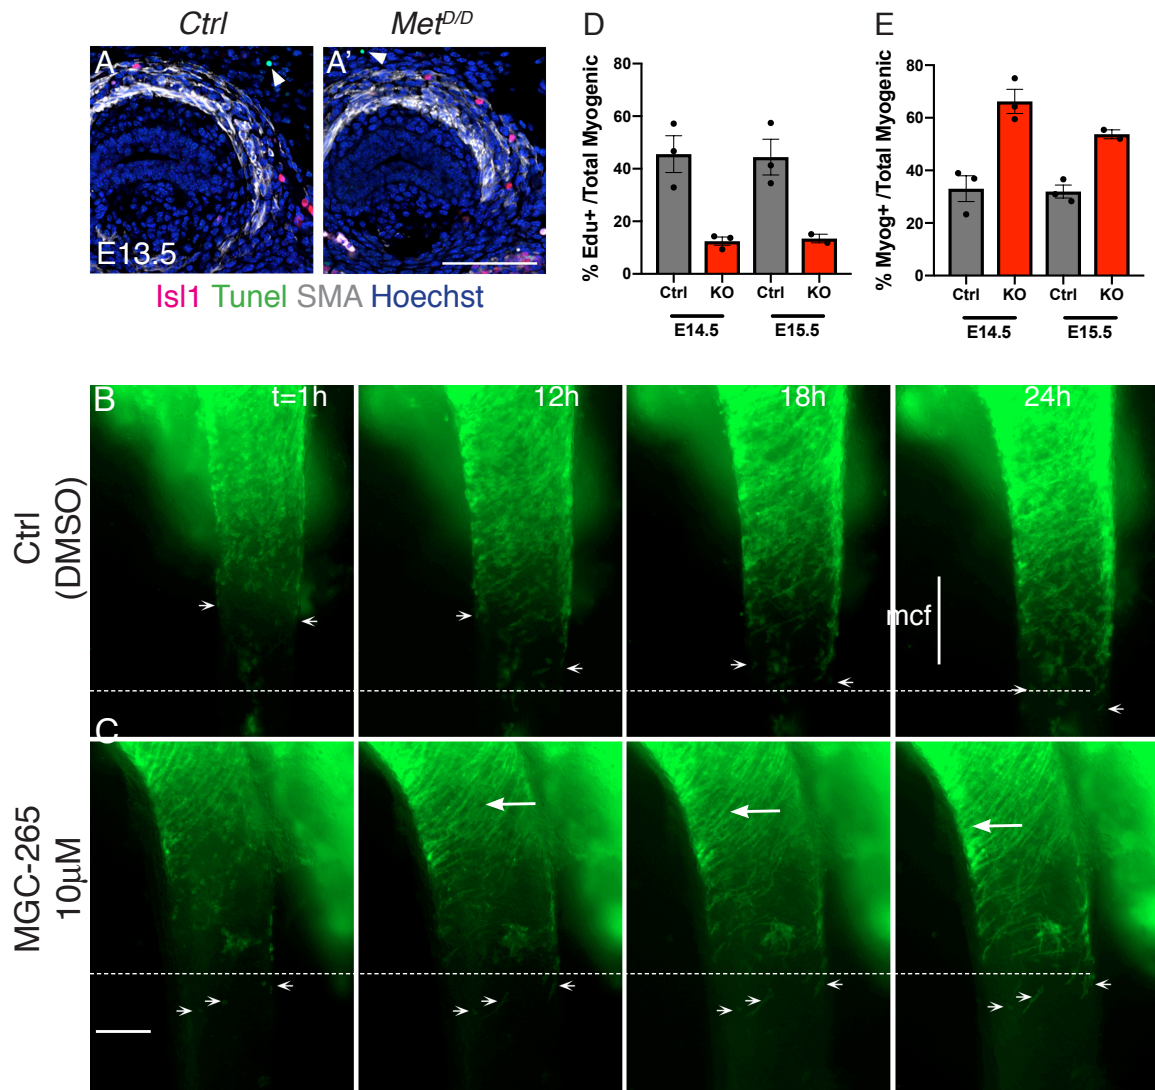 Ctrl
Met^D/D
A
A'
E13.5
Isl1 Tunel SMA Hoechst
D
% Edu+ /Total Myogenic
80
60
40
20
0
Ctrl KO Ctrl KO
E14.5 E15.5
E
% Myog+ /Total Myogenic
80
60
40
20
0
Ctrl KO Ctrl KO
E14.5 E15.5
B
t=1h 12h 18h 24h
Ctrl
(DMSO)
mcf
C
MGC-265
10μM